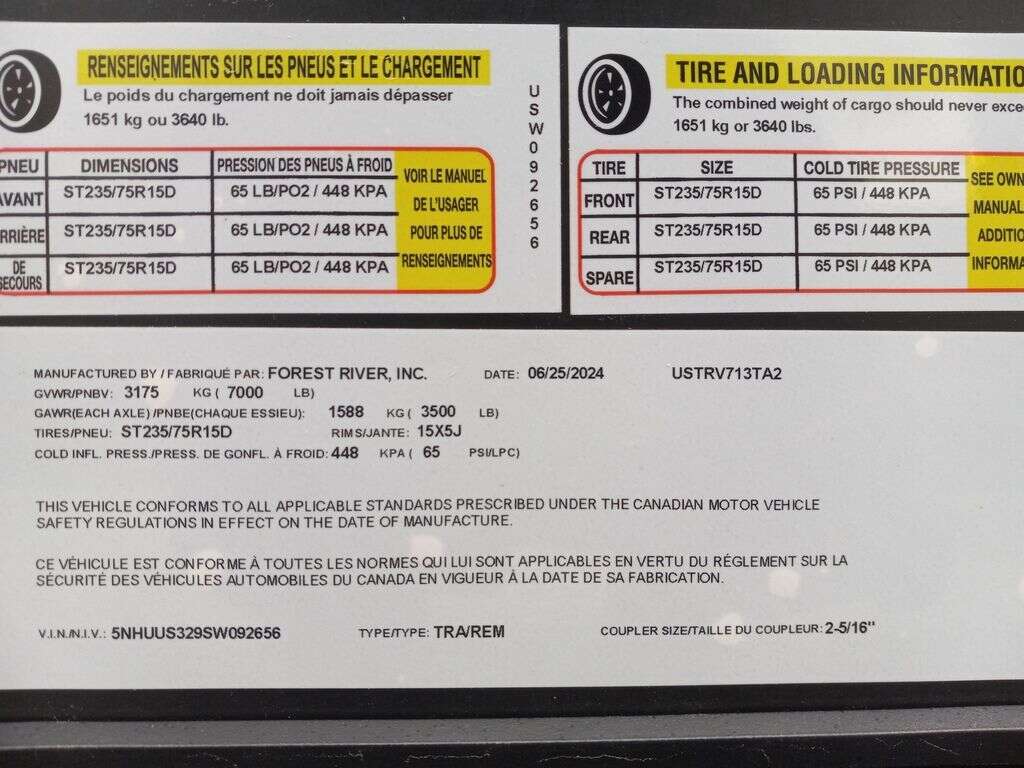 RENSEIGNEMENTS SUR LES PNEUS ET LE CHARGEMENT
Le poids du chargement ne doit jamais dépasser
1651 kg ou 3640 lb.
PNEU DIMENSIONS PRESSION DES PNEUS À FROID
AVANT ST235/75R15D 65 LB/PO2 / 448 KPA
ST235/75R15D 65 LB/PO2 / 448 KPA
DE SECOURS ST235/75R15D 65 LB/PO2 / 448 KPA
VOIR LE MANUEL
DE L'USAGER
POUR PLUS DE
RENSEIGNEMENTS
USW092656
TIRE AND LOADING INFORMATIO
The combined weight of cargo should never exce
1651 kg or 3640 lbs.
TIRE SIZE COLD TIRE PRESSURE
FRONT ST235/75R15D 65 PSI / 448 KPA
REAR ST235/75R15D 65 PSI / 448 KPA
SPARE ST235/75R15D 65 PSI / 448 KPA
SEE OWN
MANUAL
ADDITIO
INFORMA
MANUFACTURED BY / FABRIQUÉ PAR: FOREST RIVER, INC. DATE: 06/25/2024 USTRV713TA2
GVWR/PNBV: 3175 KG ( 7000 LB)
GAWR(EACH AXLE) /PNBE(CHAQUE ESSIEU): 1588 KG ( 3500 LB)
TIRES/PNEU: ST235/75R15D RIMS/JANTE: 15X5J
COLD INFL. PRESS./PRESS. DE GONFL. À FROID: 448 KPA ( 65 PSI/LPC)
THIS VEHICLE CONFORMS TO ALL APPLICABLE STANDARDS PRESCRIBED UNDER THE CANADIAN MOTOR VEHICLE
SAFETY REGULATIONS IN EFFECT ON THE DATE OF MANUFACTURE.
CE VÉHICULE EST CONFORME À TOUTES LES NORMES QUI LUI SONT APPLICABLES EN VERTU DU RÉGLEMENT SUR LA
SÉCURITÉ DES VÉHICULES AUTOMOBILES DU CANADA EN VIGUEUR À LA DATE DE SA FABRICATION.
V.I.N./N.I.V.: 5NHUUS329SW092656 TYPE/TYPE: TRA/REM COUPLER SIZE/TAILLE DU COUPLEUR: 2-5/16"